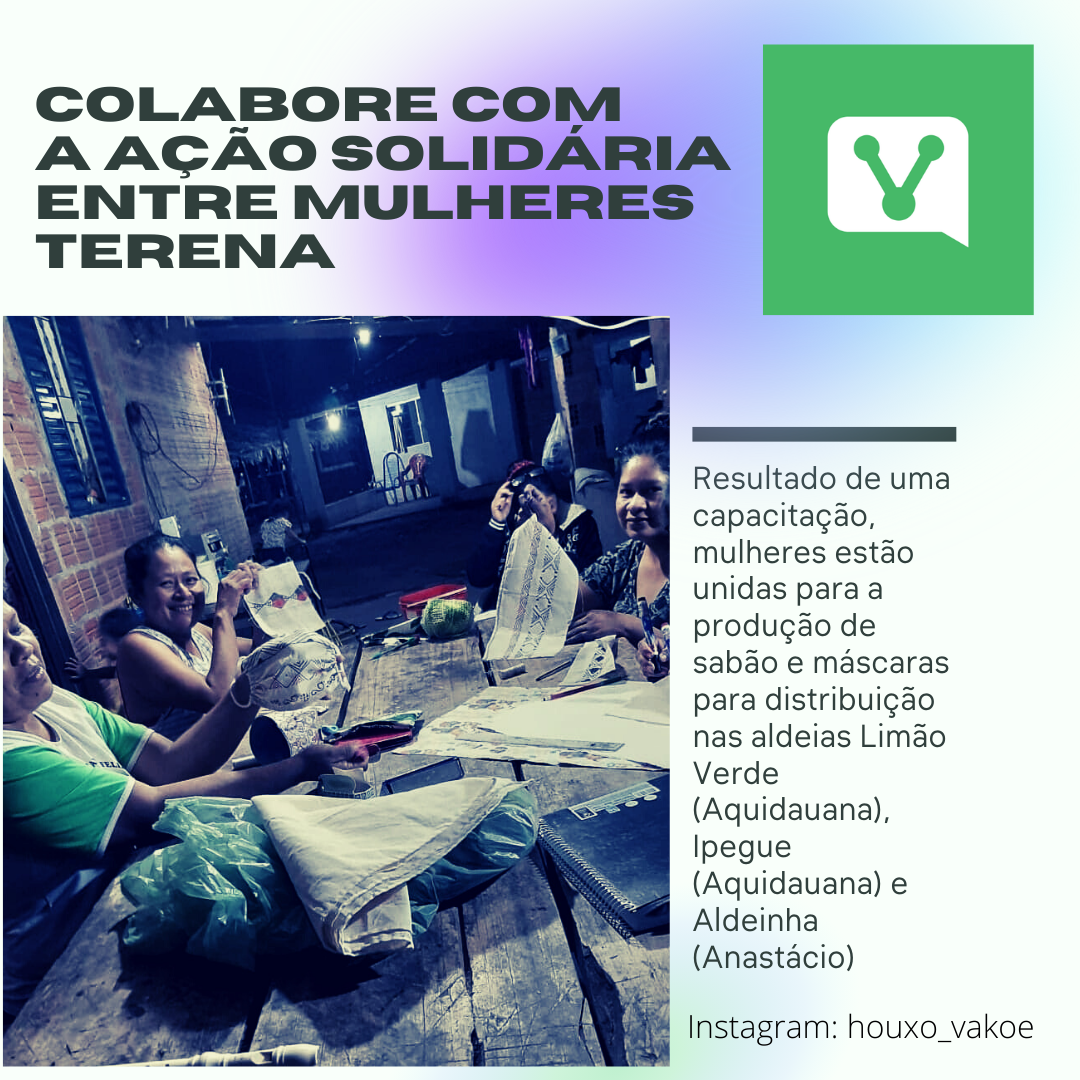 COLABORE COM
A AÇÃO SOLIDÁRIA
ENTRE MULHERES
TERENA
Resultado de uma
capacitação,
mulheres estão
unidas para a
produção de
sabão e máscaras
para distribuição
nas aldeias Limão
Verde
(Aquidauana),
Ipegue
(Aquidauana) e
Aldeinha
(Anastácio)
Instagram: houxo_vakoe